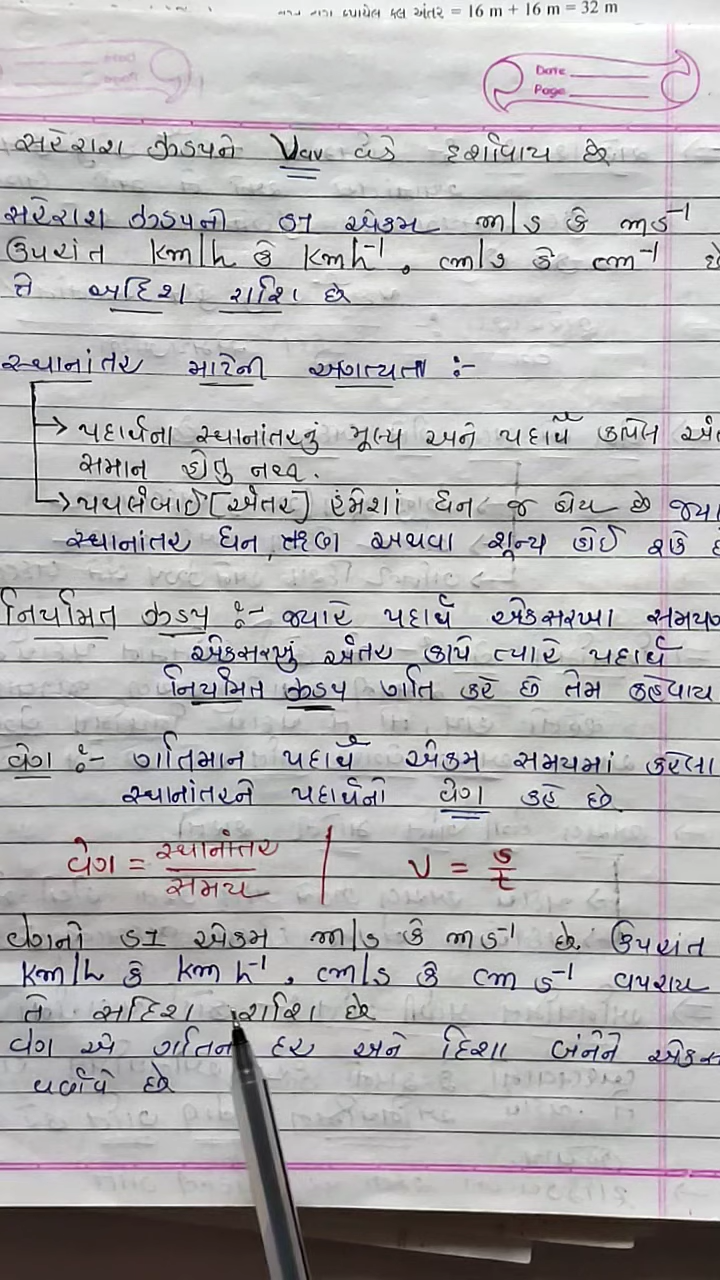 વપાયેલ કુલ અંતર = 16 m + 16 m = 32 m
Date
Page
સરેરાશ ઝડપને Vav વડે દર્શાવાય છે
સરેરાશ ઝડપનો SI એકમ m/s કે ms⁻¹
ઉપરાંત km/h કે kmh⁻¹, cm/s કે cm⁻¹ છે
તે અદિશ રાશિ છે
સ્થાનાંતર માટેની અગત્યતા :-
→ પદાર્થના સ્થાનાંતરનું મૂલ્ય અને પદાર્થે કાપેલ
સમાન હોતુ નથી.
→ પથલંબાઈ [અંતર] હંમેશાં ધન જ હોય છે
સ્થાનાંતર ધન, ઋણ અથવા શૂન્ય હોઈ શકે
નિયમિત ઝડપ :- જ્યારે પદાર્થ એકસરખા
એકસરખું અંતર કાપે ત્યારે પદાર્થ
નિયમિત ઝડપ ગતિ કરે છે તેમ કહેવાય
વેગ :- ગતિમાન પદાર્થે એકમ સમયમાં કરેલા
સ્થાનાંતરને પદાર્થનો વેગ કહે છે.
વેગ = સ્થાનાંતર / સમય | v = s / t
વેગનો SI એકમ m/s કે ms⁻¹ છે. ઉપરાંત
km/h કે km h⁻¹, cm/s કે cm s⁻¹ વપરાય
તે સદિશ રાશિ છે
વેગ એ ગતિના દર અને દિશા બંનેને
વર્ણવે છે